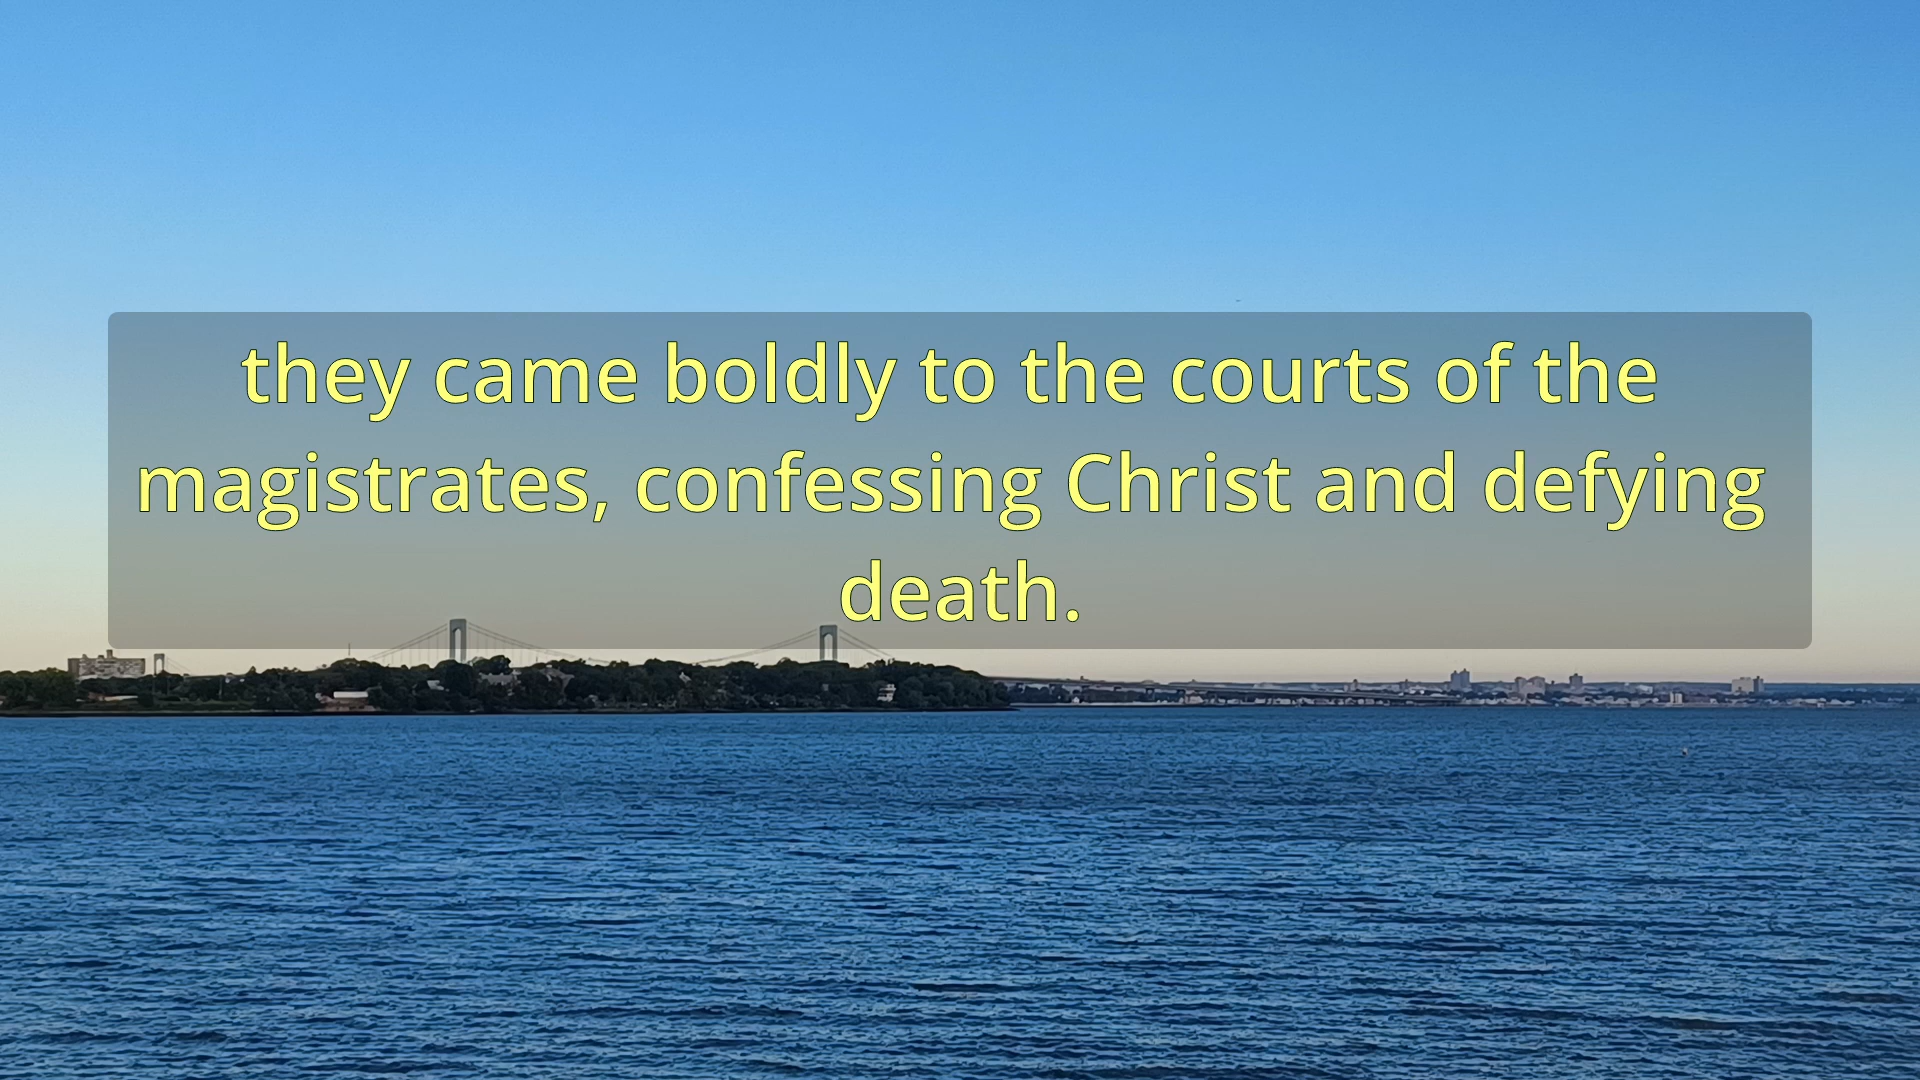 they came boldly to the courts of the
magistrates, confessing Christ and defying
death.